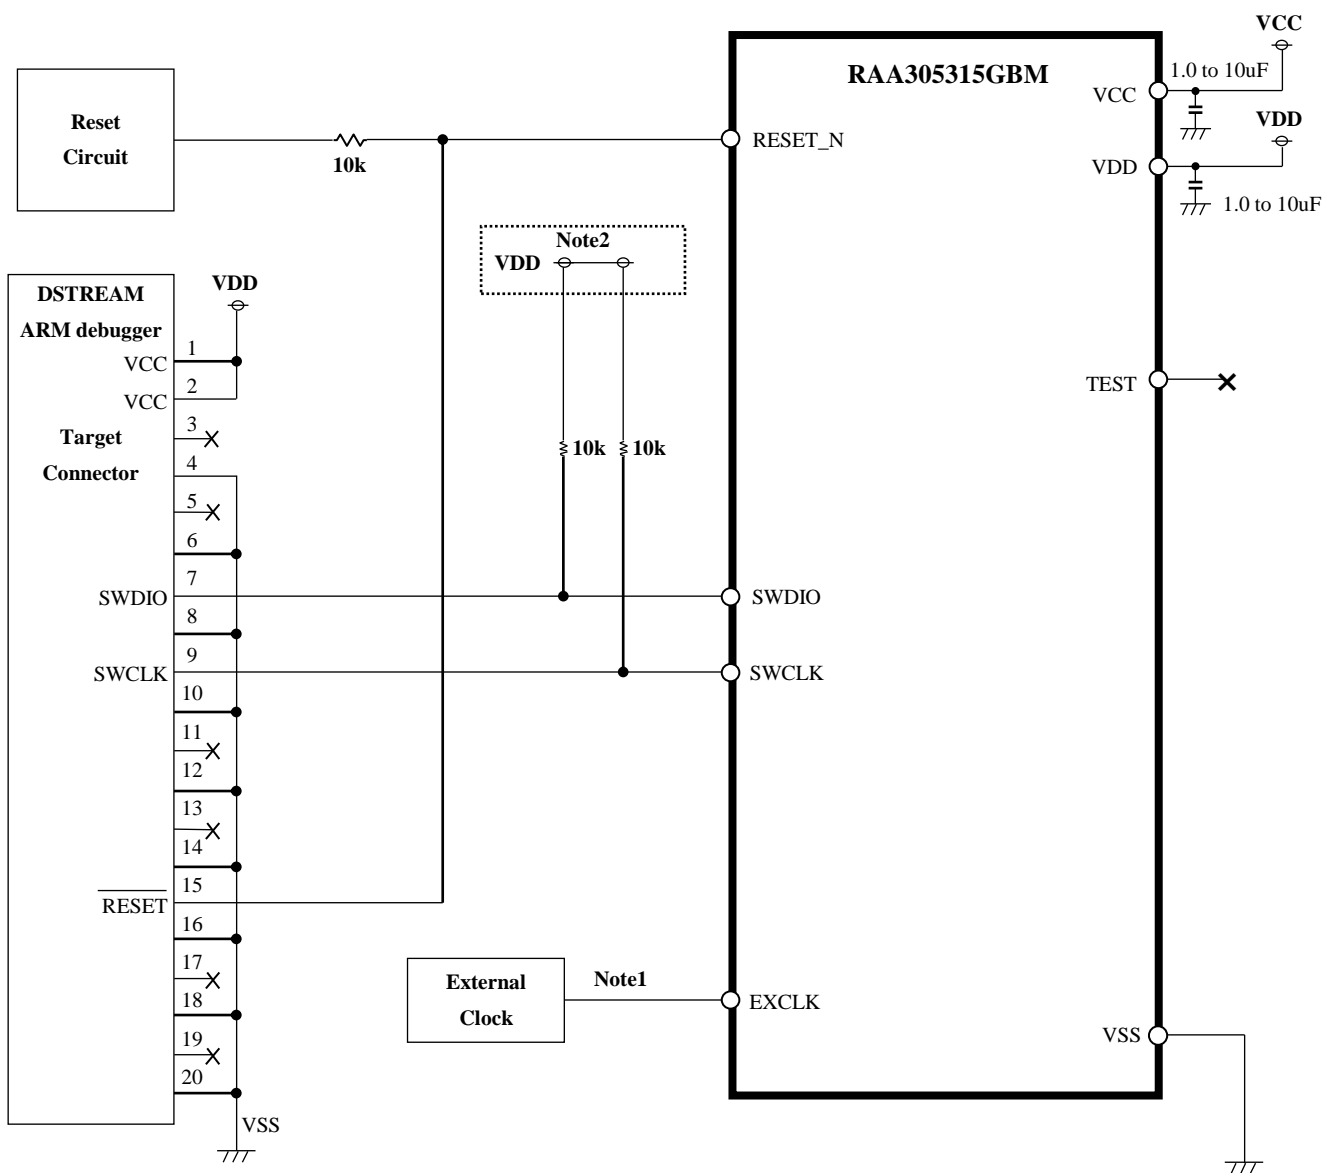 VCC
RAA305315GBM
1.0 to 10uF
VCC
Reset
Circuit
10k
RESET_N
VDD
VDD
1.0 to 10uF
Note2
VDD
VDD
DSTREAM
ARM debugger
1
VCC
2
VCC
TEST
3
Target
4
Connector
10k
10k
5
6
7
SWDIO
SWDIO
8
9
SWCLK
SWCLK
10
11
12
13
14
15
RESET
16
17
18
External
Clock
Note1
EXCLK
19
VSS
20
VSS